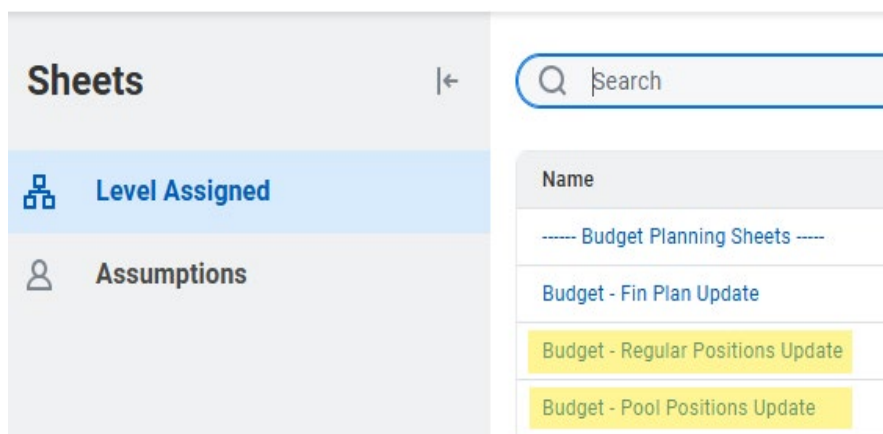 Sheets
Search
Level Assigned
Assumptions
Name
------ Budget Planning Sheets -----
Budget - Fin Plan Update
Budget - Regular Positions Update
Budget - Pool Positions Update